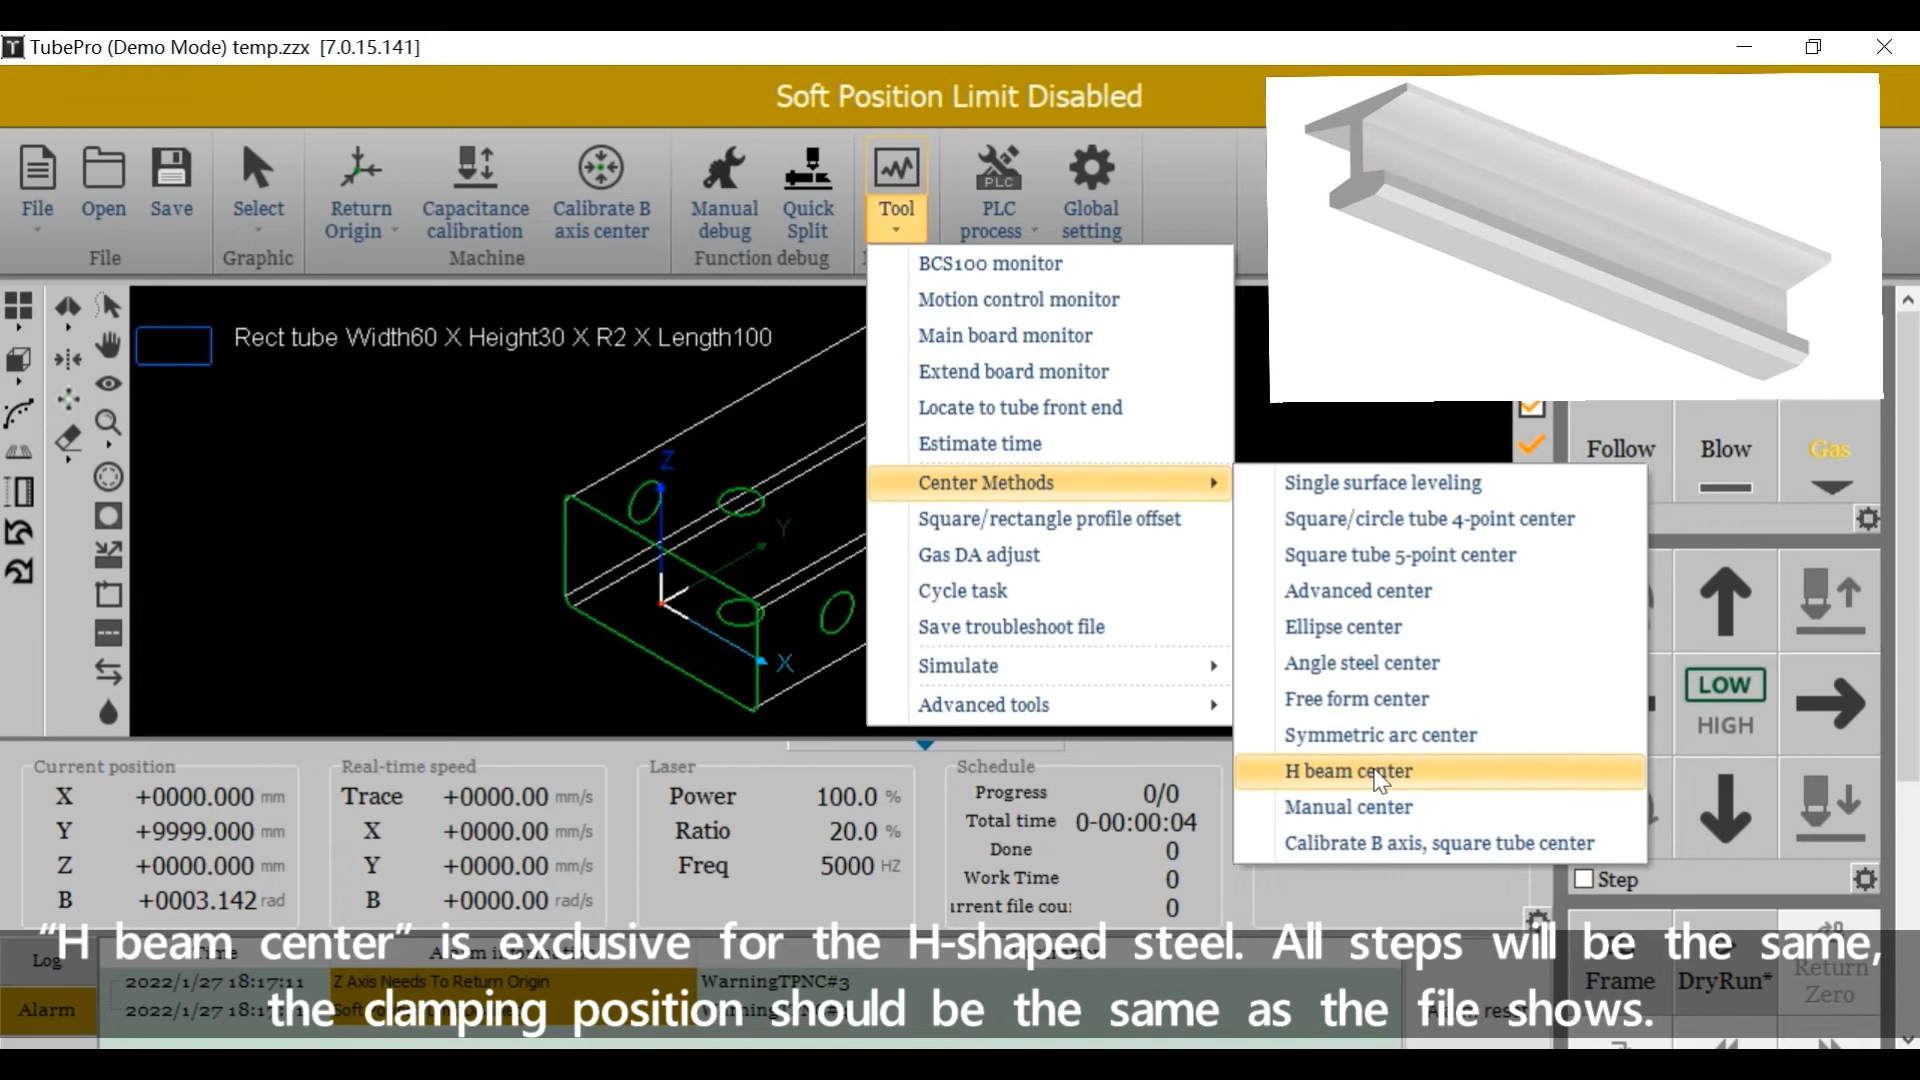 TubePro (Demo Mode) temp.zzx [7.0.15.141]
Soft Position Limit Disabled
File
Open
Save
Select
Return Origin
Capacitance calibration
Calibrate B axis center
Manual debug
Quick Split
Tool
PLC
PLC process
Global setting
File
Graphic
Machine
Function debug
Rect tube Width60 X Height30 X R2 X Length100
Z
Y
X
BCS100 monitor
Motion control monitor
Main board monitor
Extend board monitor
Locate to tube front end
Estimate time
Center Methods
Square/rectangle profile offset
Gas DA adjust
Cycle task
Save troubleshoot file
Simulate
Advanced tools
Single surface leveling
Square/circle tube 4-point center
Square tube 5-point center
Advanced center
Ellipse center
Angle steel center
Free form center
Symmetric arc center
H beam center
Manual center
Calibrate B axis, square tube center
Follow
Blow
Gas
LOW
HIGH
Step
Current position
X +0000.000 mm
Y +9999.000 mm
Z +0000.000 mm
B +0003.142 rad
Real-time speed
Trace +0000.00 mm/s
X +0000.00 mm/s
Y +0000.00 mm/s
B +0000.00 rad/s
Laser
Power 100.0 %
Ratio 20.0 %
Freq 5000 HZ
Schedule
Progress 0/0
Total time 0-00:00:04
Done 0
Work Time 0
0
Log
Time
Alarm
2022/1/27 18:17:11 Z Axis Needs To Return Origin WarningTPNC#3
2022/1/27
Frame
DryRun*
Return Zero
“H beam center” is exclusive for the H-shaped steel. All steps will be the same,
the clamping position should be the same as the file shows.